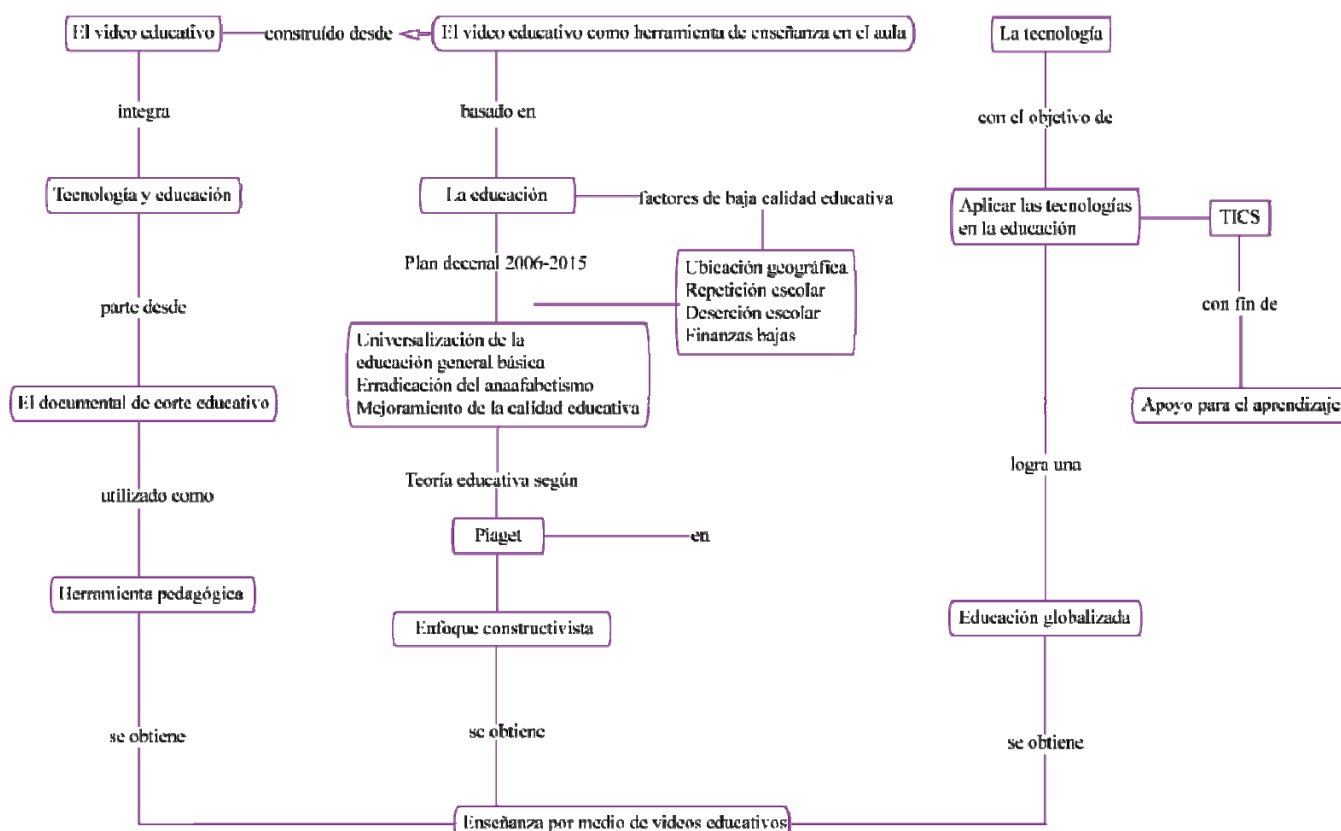 El video educativo
construído desde
El video educativo como herramienta de enseñanza en el aula
La tecnología
integra
basado en
con el objetivo de
Tecnología y educación
La educación
factores de baja calidad educativa
Aplicar las tecnologías
en la educación
TICS
Plan decenal 2006-2015
Ubicación geográfica
Repetición escolar
Deserción escolar
Finanzas bajas
parte desde
con fin de
Universalización de la
educación general básica
Erradicación del anaafabetismo
Mejoramiento de la calidad educativa
El documental de corte educativo
Apoyo para el aprendizaje
logra una
Teoría educativa según
utilizado como
Piaget
en
Herramienta pedagógica
Enfoque constructivista
Educación globalizada
se obtiene
se obtiene
se obtiene
Enseñanza por medio de videos educativos